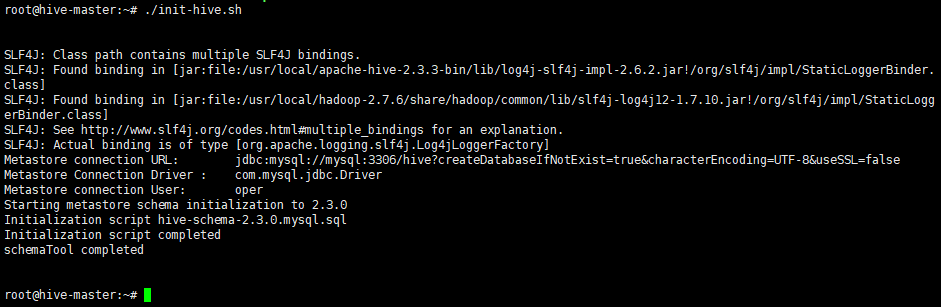 root@hive-master:~# ./init-hive.sh
SLF4J: Class path contains multiple SLF4J bindings.
SLF4J: Found binding in [jar:file:/usr/local/apache-hive-2.3.3-bin/lib/log4j-slf4j-impl-2.6.2.jar!/org/slf4j/impl/StaticLoggerBinder.
class]
SLF4J: Found binding in [jar:file:/usr/local/hadoop-2.7.6/share/hadoop/common/lib/slf4j-log4j12-1.7.10.jar!/org/slf4j/impl/StaticLogg
erBinder.class]
SLF4J: See http://www.slf4j.org/codes.html#multiple_bindings for an explanation.
SLF4J: Actual binding is of type [org.apache.logging.slf4j.Log4jLoggerFactory]
Metastore connection URL:        jdbc:mysql://mysql:3306/hive?createDatabaseIfNotExist=true&characterEncoding=UTF-8&useSSL=false
Metastore Connection Driver :    com.mysql.jdbc.Driver
Metastore connection User:       oper
Starting metastore schema initialization to 2.3.0
Initialization script hive-schema-2.3.0.mysql.sql
Initialization script completed
schemaTool completed
root@hive-master:~#